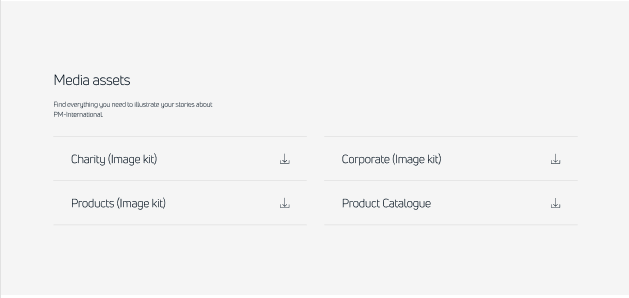 Media assets
Find everything you need to illustrate your stories about
PM-International.
Charity (Image kit)
Corporate (Image kit)
Products (Image kit)
Product Catalogue